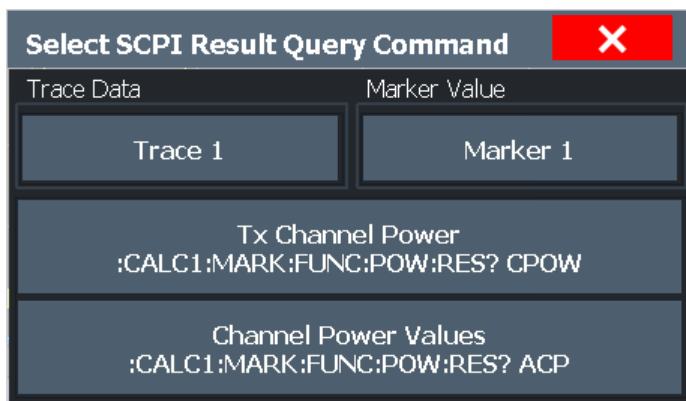 Select SCPI Result Query Command
Trace Data
Marker Value
Trace 1
Marker 1
Tx Channel Power
:CALC1:MARK:FUNC:POW:RES? CPOW
Channel Power Values
:CALC1:MARK:FUNC:POW:RES? ACP